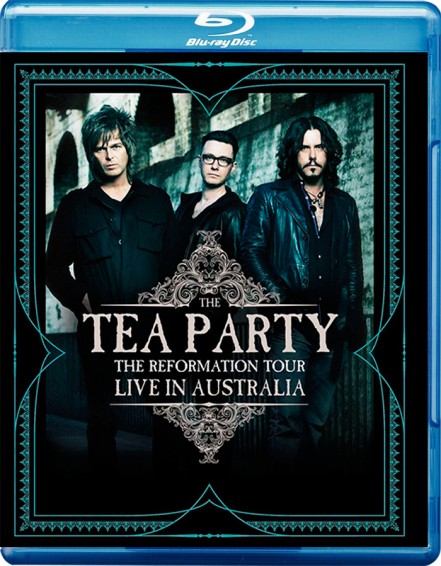 Blu-ray Disc
THE
TEA PARTY
THE REFORMATION TOUR
LIVE IN AUSTRALIA